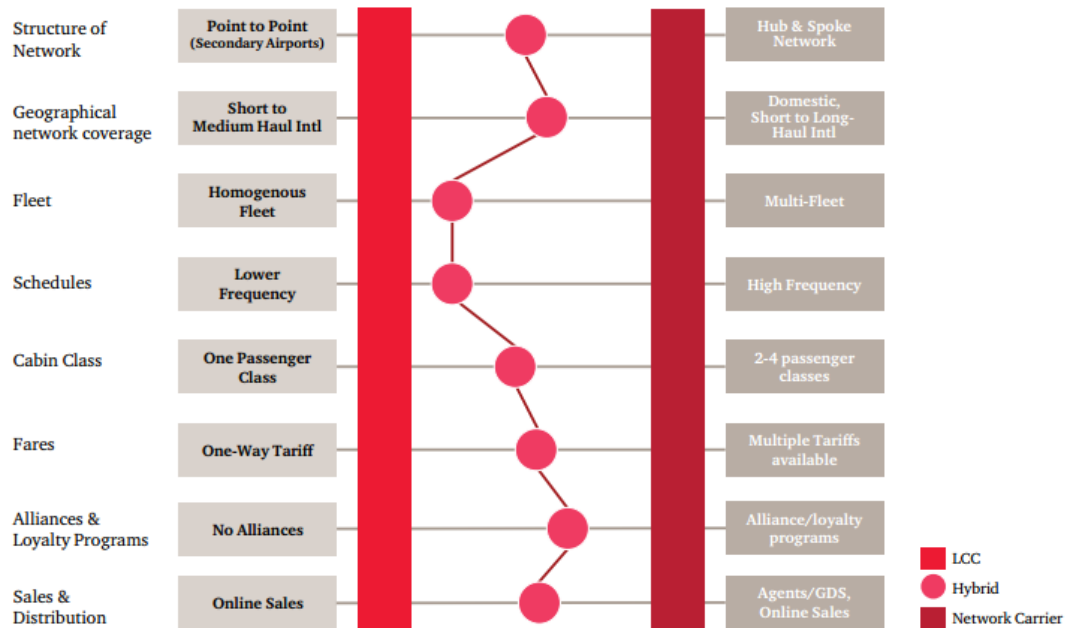 Structure of
Network
Point to Point
(Secondary Airports)
Hub & Spoke
Network
Geographical
network coverage
Short to
Medium Haul Intl
Domestic,
Short to Long-
Haul Intl
Fleet
Homogenous
Fleet
Multi-Fleet
Schedules
Lower
Frequency
High Frequency
Cabin Class
One Passenger
Class
2-4 passenger
classes
Fares
One-Way Tariff
Multiple Tariffs
available
Alliances &
Loyalty Programs
No Alliances
Alliance/loyalty
programs
Sales &
Distribution
Online Sales
Agents/GDS,
Online Sales
LCC
Hybrid
Network Carrier